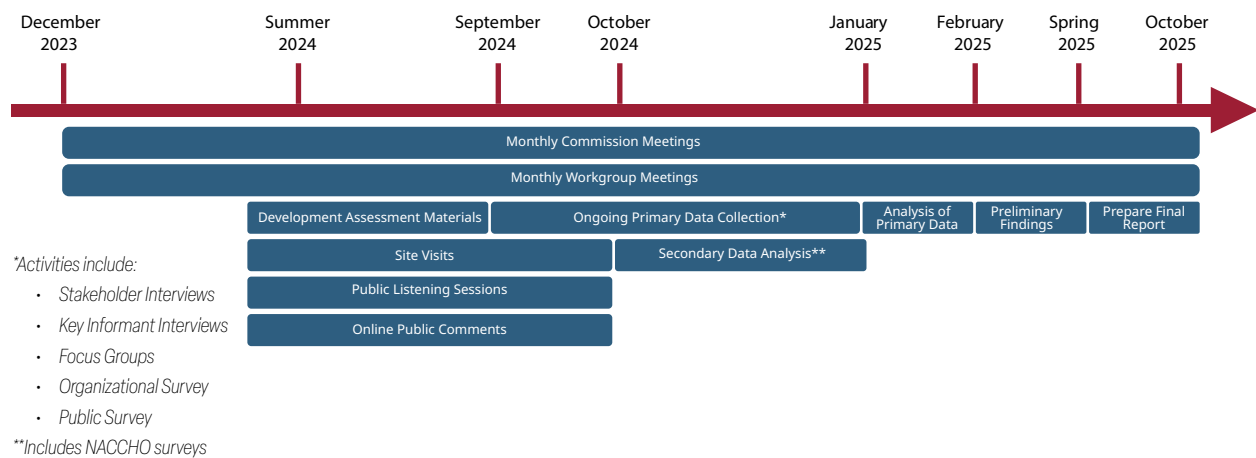 December
2023
Summer
2024
September
2024
October
2024
January
2025
February
2025
Spring
2025
October
2025
Monthly Commission Meetings
Monthly Workgroup Meetings
Development Assessment Materials
Ongoing Primary Data Collection*
Analysis of
Primary Data
Preliminary
Findings
Prepare Final
Report
Site Visits
Secondary Data Analysis**
Public Listening Sessions
Online Public Comments
*Activities include:
• Stakeholder Interviews
• Key Informant Interviews
• Focus Groups
• Organizational Survey
• Public Survey
**Includes NACCHO surveys